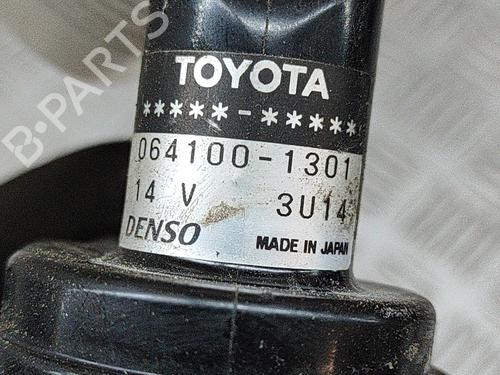 B-PARTS
TOYOTA
*****-*****
064100-1301
14 V 3U14
DENSO MADE IN JAPAN